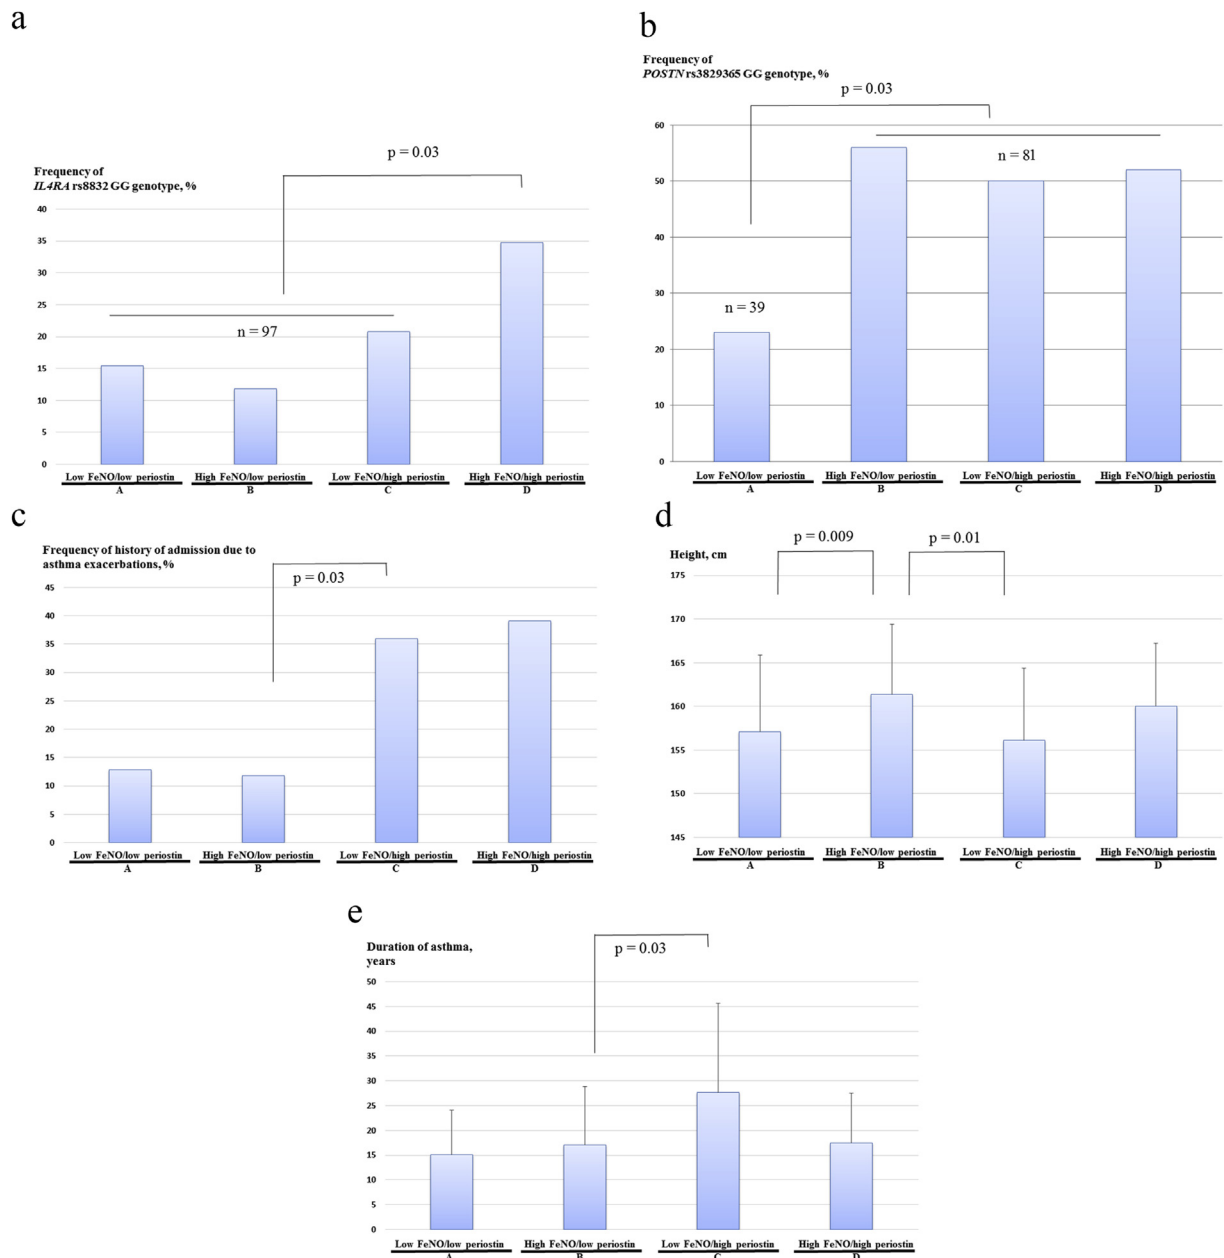 a
Frequency of
IL4RA rs8832 GG genotype, %
p = 0.03
40
35
30
25
20
15
10
5
0
n = 97
Low FeNO/low periostin
High FeNO/low periostin
Low FeNO/high periostin
High FeNO/high periostin
A
B
C
D
b
Frequency of
POSTN rs3829365 GG genotype, %
p = 0.03
60
50
40
30
20
10
0
n = 81
n = 39
Low FeNO/low periostin
High FeNO/low periostin
Low FeNO/high periostin
High FeNO/high periostin
A
B
C
D
c
Frequency of history of admission due to
asthma exacerbations, %
p = 0.03
45
40
35
30
25
20
15
10
5
0
Low FeNO/low periostin
High FeNO/low periostin
Low FeNO/high periostin
High FeNO/high periostin
A
B
C
D
d
Height, cm
p = 0.009
p = 0.01
175
170
165
160
155
150
145
Low FeNO/low periostin
High FeNO/low periostin
Low FeNO/high periostin
High FeNO/high periostin
A
B
C
D
e
Duration of asthma,
years
p = 0.03
50
45
40
35
30
25
20
15
10
5
0
Low FeNO/low periostin
High FeNO/low periostin
Low FeNO/high periostin
High FeNO/high periostin
A
B
C
D